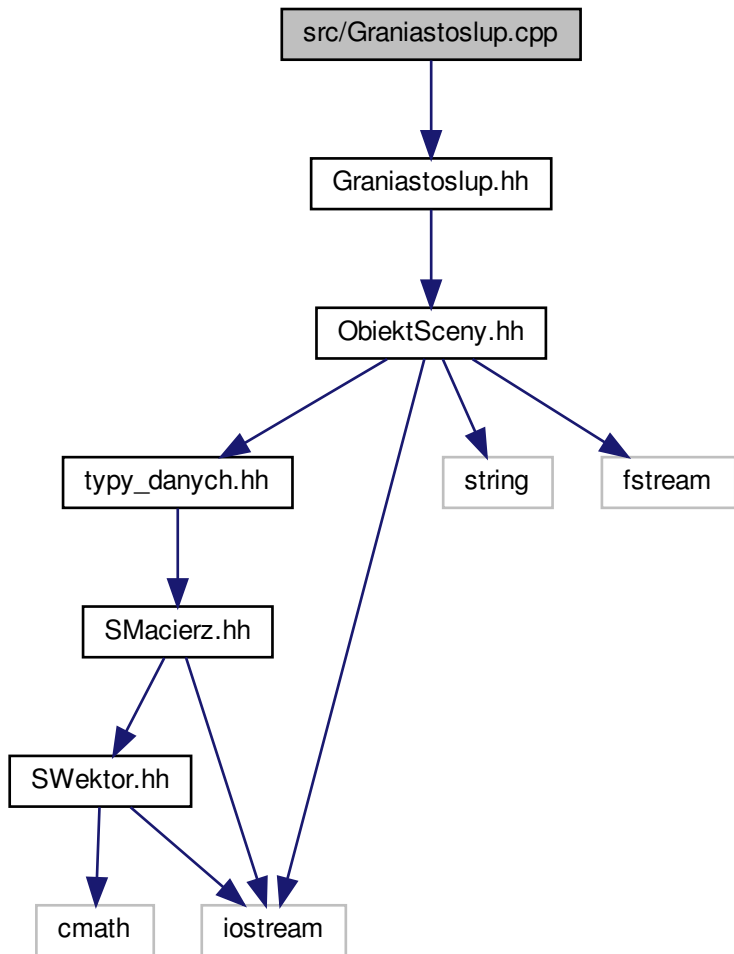 src/Graniastoslup.cpp
Graniastoslup.hh
ObiektSceny.hh
typy_danych.hh
string
fstream
SMacierz.hh
SWektor.hh
cmath
iostream